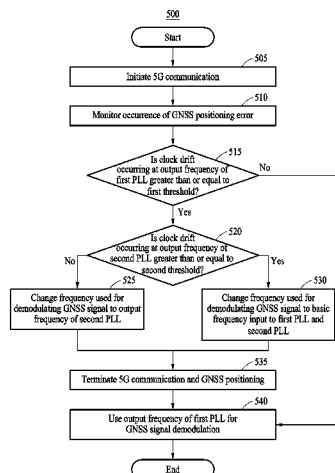 500
Start
505
Initiate 5G communication
510
Monitor occurrence of GNSS positioning error
515
Is clock drift
occurring at output frequency of
first PLL greater than or equal to
first threshold?
No
Yes
520
Is clock drift
occurring at output frequency of
second PLL greater than or equal to
second threshold?
No
Yes
525
530
Change frequency used for
demodulating GNSS signal to output
frequency of second PLL
Change frequency used for
demodulating GNSS signal to basic
frequency input to first PLL and
second PLL
535
Terminate 5G communication and GNSS positioning
540
Use output frequency of first PLL for
GNSS signal demodulation
End